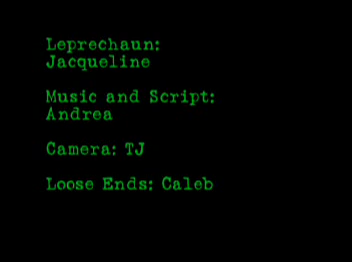 Leprechaun:
Jacqueline
Music and Script:
Andrea
Camera: TJ
Loose Ends: Caleb